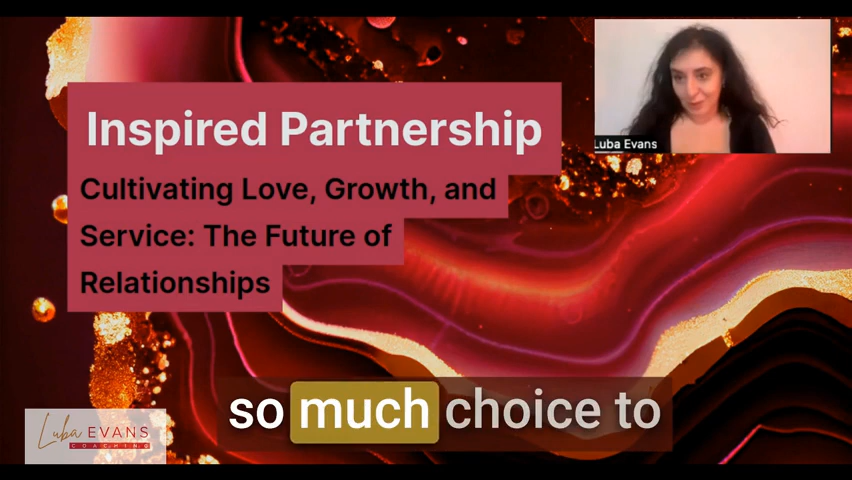 Inspired Partnership
Cultivating Love, Growth, and
Service: The Future of
Relationships
Luba Evans
so much choice to
Luba EVANS
COACHING